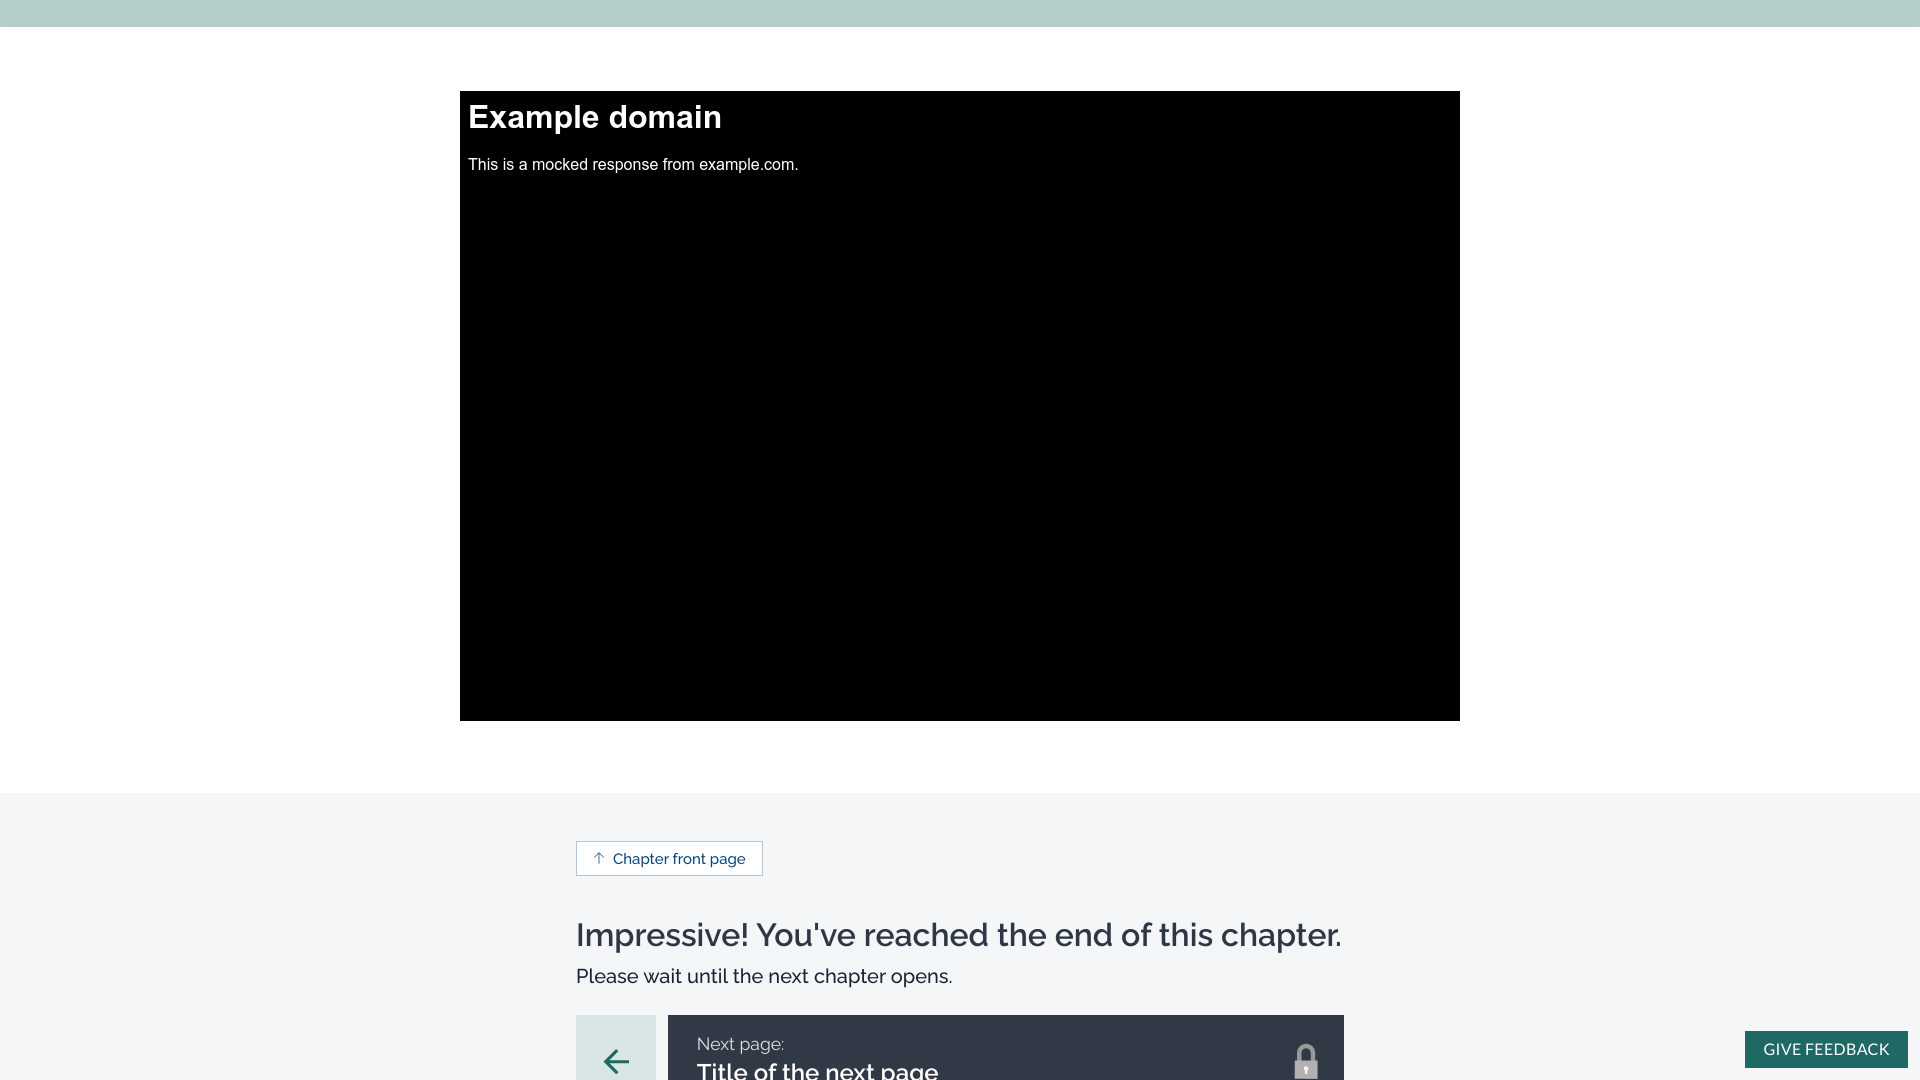 Example domain
This is a mocked response from example.com.
Chapter front page
Impressive! You've reached the end of this chapter.
Please wait until the next chapter opens.
Next page:
Title of the next page
GIVE FEEDBACK